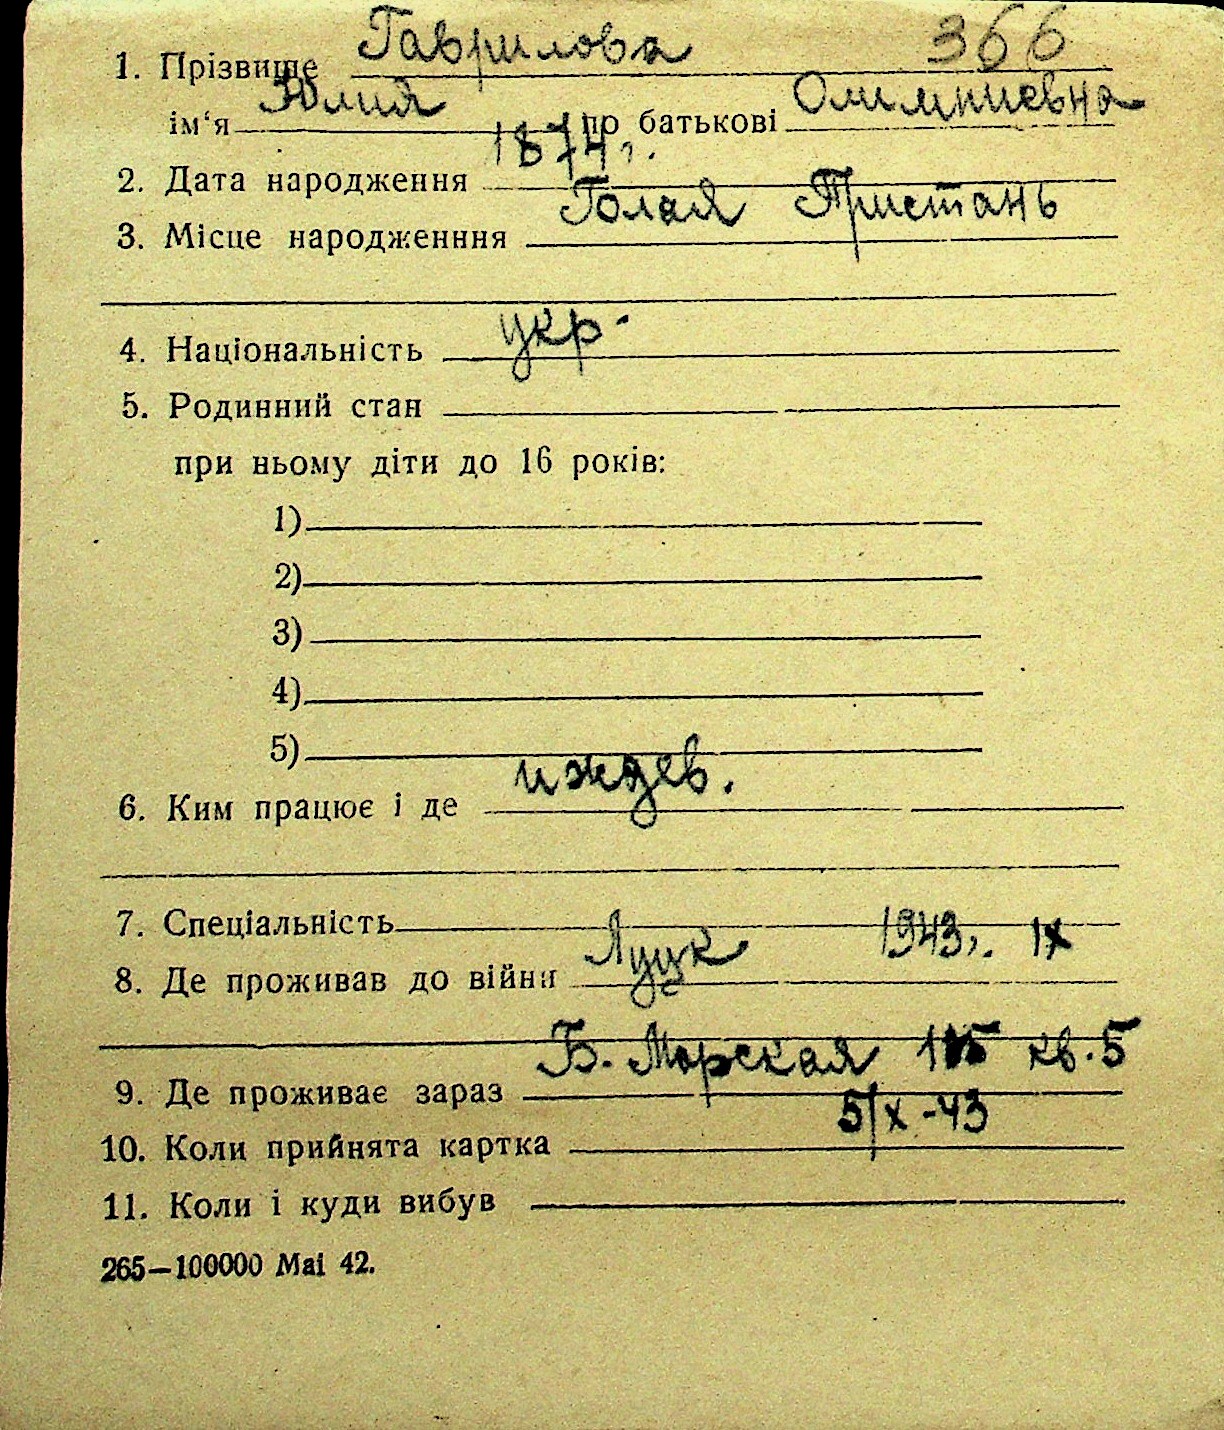 Гаврилова 366
1. Прізвище
Юлия Олимпиевна
ім‘я по батькові
1874 г.
2. Дата народження
Голая Пристань
3. Місце народженння
укр.
4. Національність
5. Родинний стан
при ньому діти до 16 років:
1)
2)
3)
4)
5)
иждев.
6. Ким працює і де
7. Спеціальність
Луцк 1943 г. IX
8. Де проживав до війни
Б. Морская кв. 5
9. Де проживає зараз
5/X-43
10. Коли прийнята картка
11. Коли і куди вибув
265—100000 Mai 42.